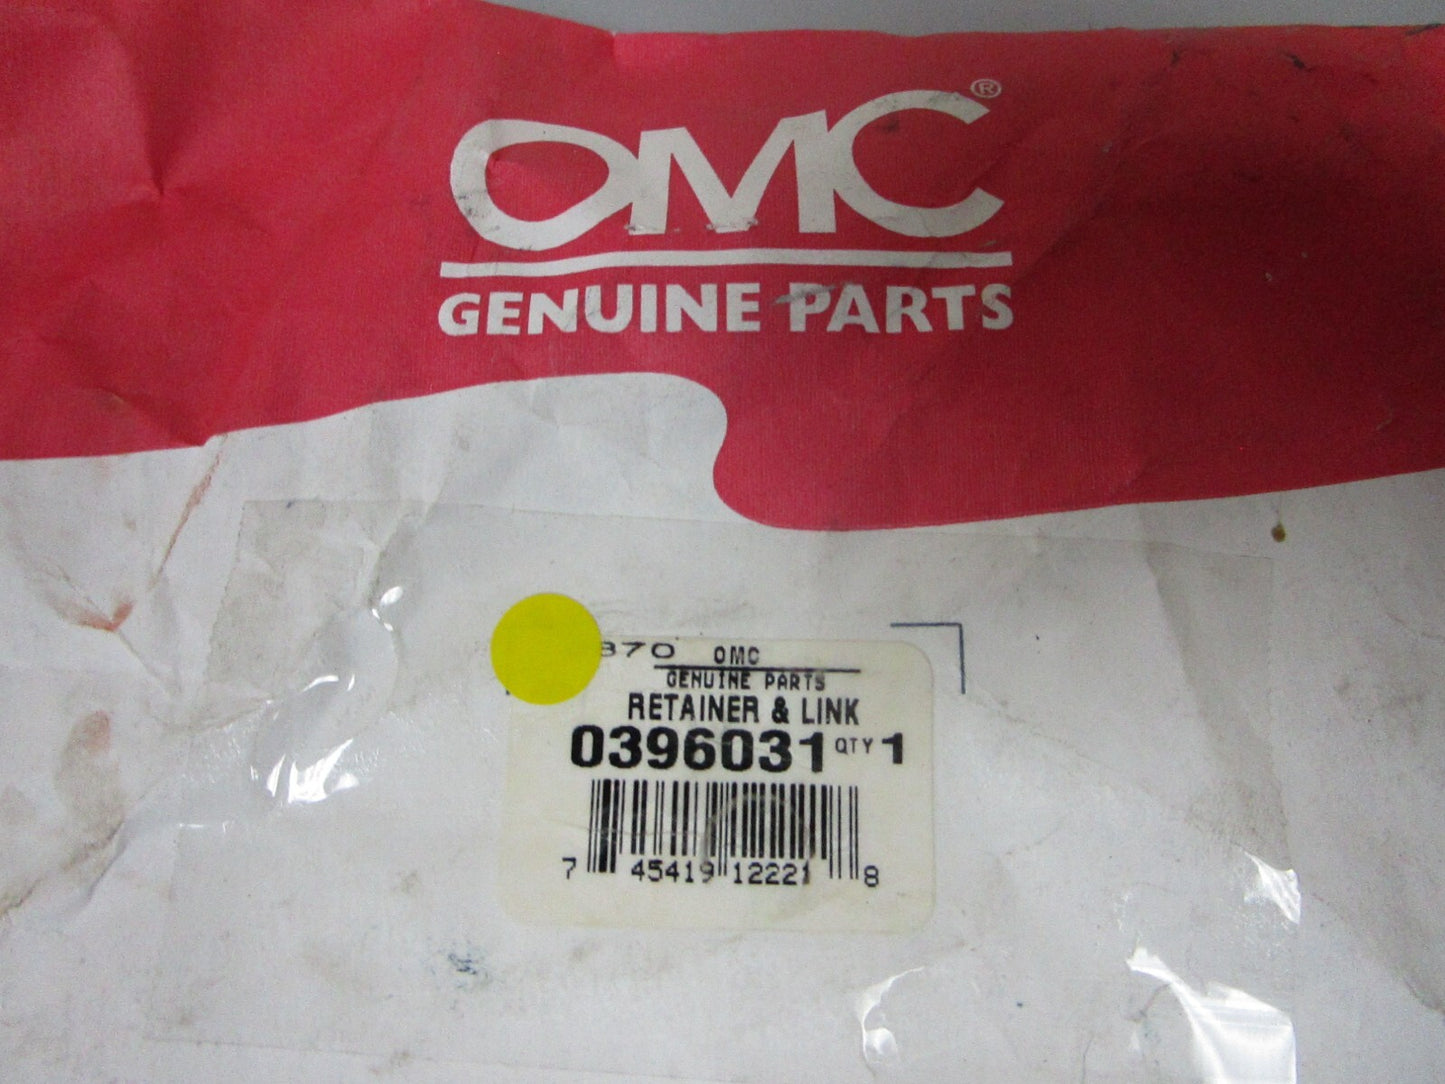 OMC®
GENUINE PARTS
870 OMC
GENUINE PARTS
RETAINER & LINK
0396031 QTY 1
7 45419 12221 8